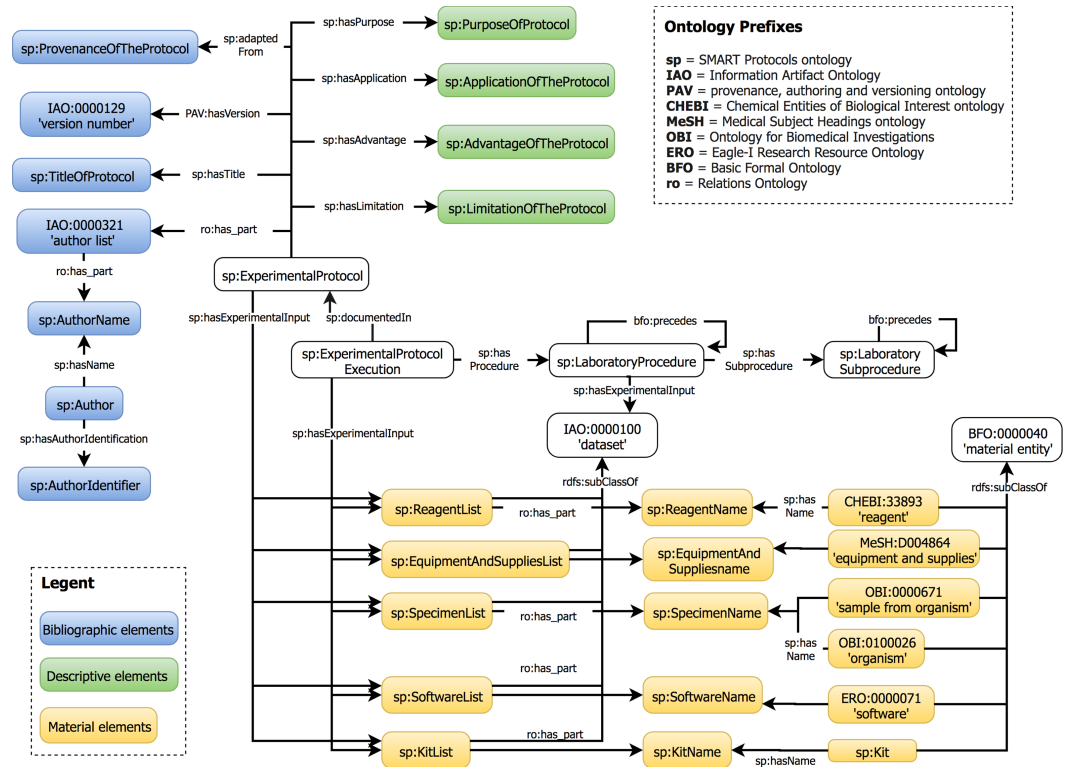 sp:hasPurpose
sp:PurposeOfProtocol
sp:ProvenanceOfTheProtocol
sp:adapted
From
sp:hasApplication
sp:ApplicationOfTheProtocol
IAO:0000129
'version number'
PAV:hasVersion
sp:hasAdvantage
sp:AdvantageOfTheProtocol
sp:TitleOfProtocol
sp:hasTitle
sp:hasLimitation
sp:LimitationOfTheProtocol
IAO:0000321
'author list'
ro:has_part
ro:has_part
sp:AuthorName
sp:hasName
sp:Author
sp:hasAuthorIdentification
sp:AuthorIdentifier
Ontology Prefixes
sp = SMART Protocols ontology
IAO = Information Artifact Ontology
PAV = provenance, authoring and versioning ontology
CHEBI = Chemical Entities of Biological Interest ontology
MeSH = Medical Subject Headings ontology
OBI = Ontology for Biomedical Investigations
ERO = Eagle-I Research Resource Ontology
BFO = Basic Formal Ontology
ro = Relations Ontology
sp:ExperimentalProtocol
sp:hasExperimentalInput
sp:documentedIn
sp:ExperimentalProtocol
Execution
sp:has
Procedure
bfo:precedes
sp:LaboratoryProcedure
sp:has
Subprocedure
bfo:precedes
sp:Laboratory
Subprocedure
sp:hasExperimentalInput
sp:hasExperimentalInput
IAO:0000100
'dataset'
BFO:0000040
'material entity'
rdfs:subClassOf
rdfs:subClassOf
sp:ReagentList
ro:has_part
sp:ReagentName
sp:has
Name
CHEBI:33893
'reagent'
sp:EquipmentAndSuppliesList
sp:EquipmentAnd
Suppliesname
MeSH:D004864
'equipment and supplies'
sp:SpecimenList
ro:has_part
sp:SpecimenName
OBI:0000671
'sample from organism'
sp:has
Name
OBI:0100026
'organism'
ro:has_part
sp:SoftwareList
sp:SoftwareName
ERO:0000071
'software'
ro:has_part
sp:KitList
sp:KitName
sp:hasName
sp:Kit
Legent
Bibliographic elements
Descriptive elements
Material elements